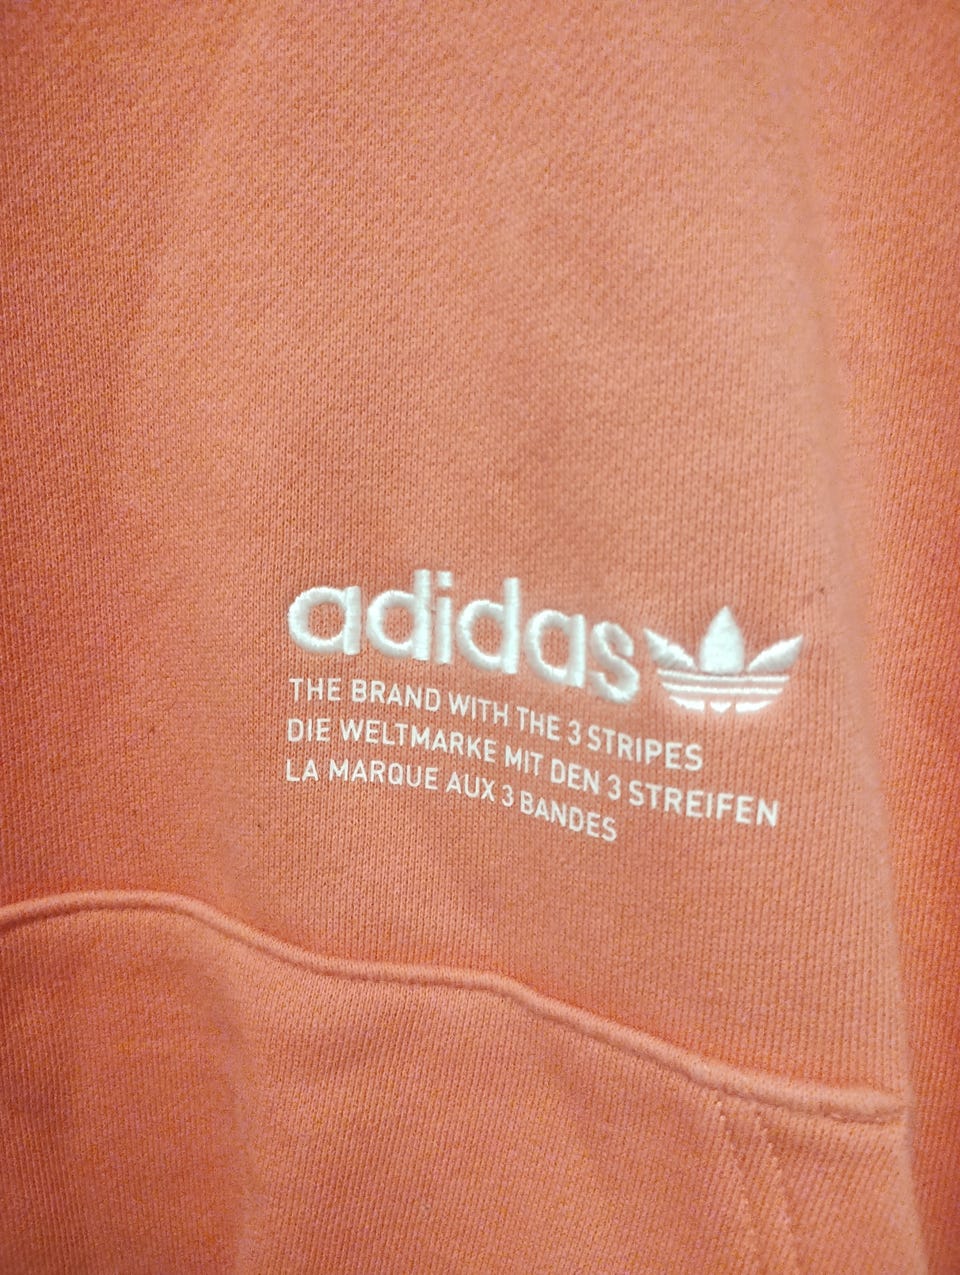 adidas
THE BRAND WITH THE 3 STRIPES
DIE WELTMARKE MIT DEN 3 STREIFEN
LA MARQUE AUX 3 BANDES